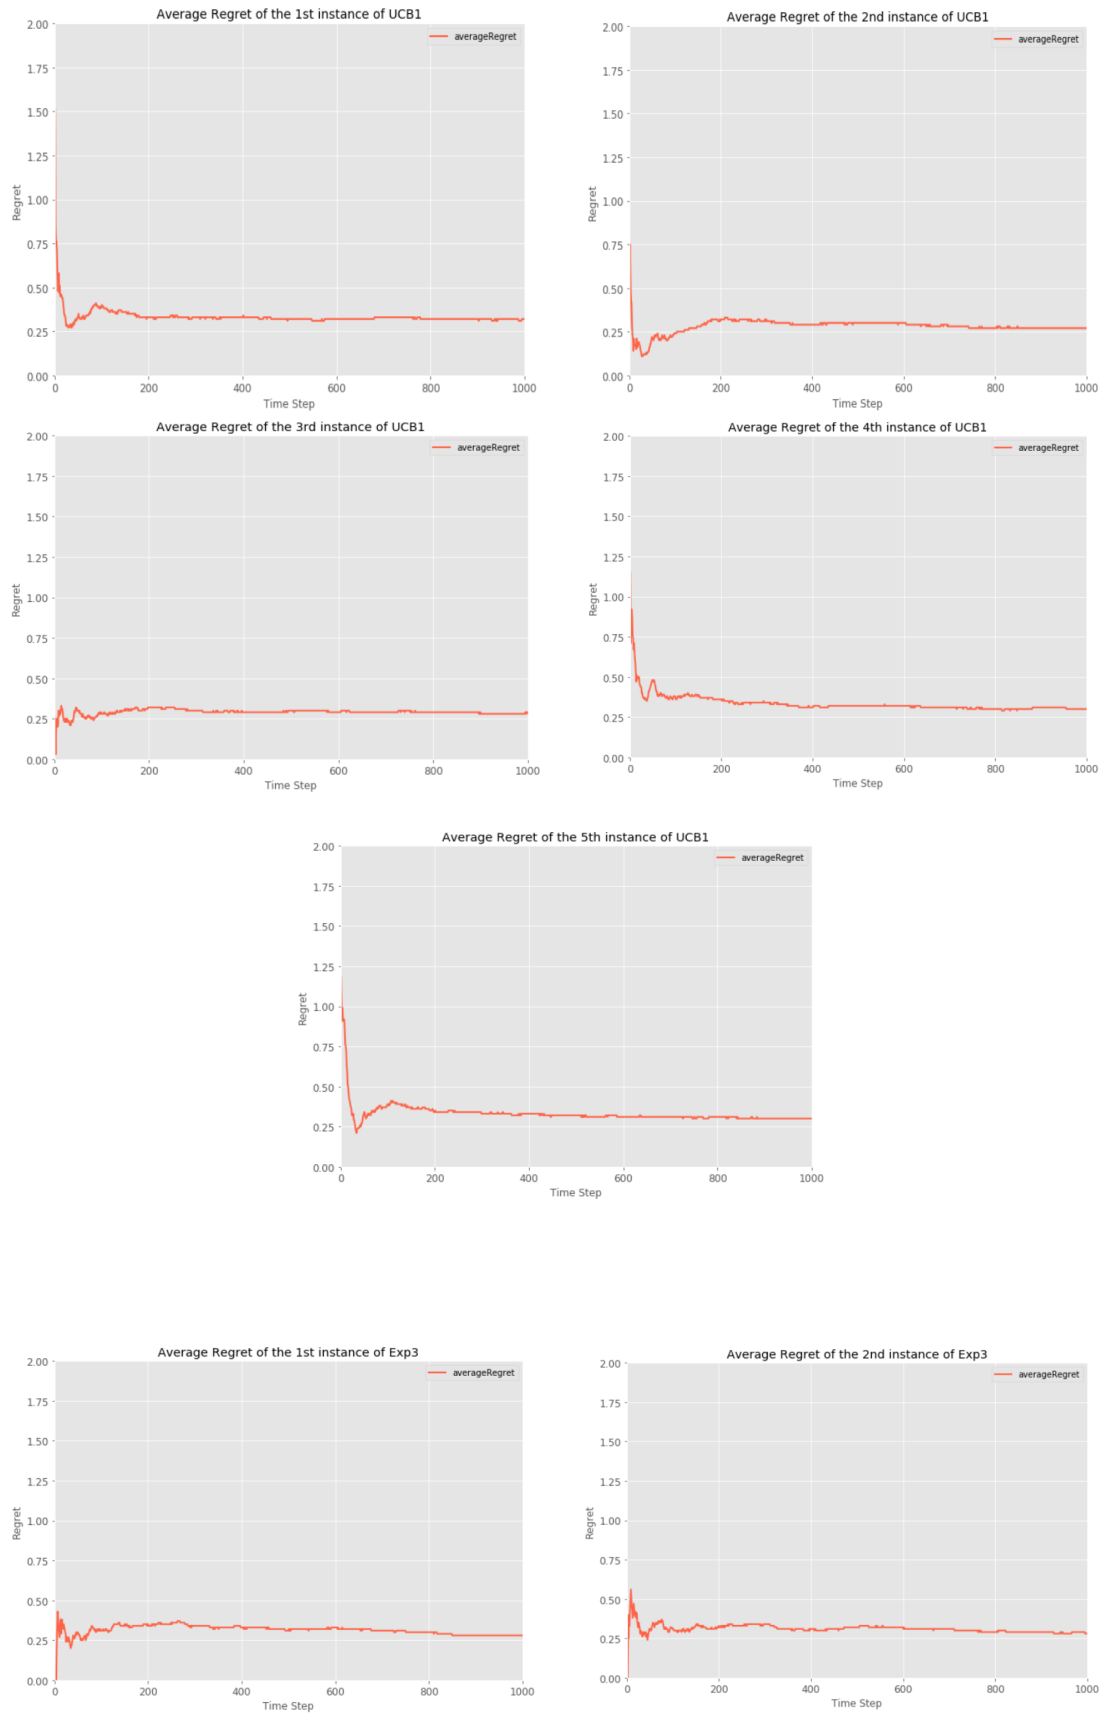 Average Regret of the 1st instance of UCB1
averageRegret
2.00
1.75
1.50
1.25
1.00
0.75
0.50
0.25
0.00
Regret
0 200 400 600 800 1000
Time Step
Average Regret of the 2nd instance of UCB1
averageRegret
2.00
1.75
1.50
1.25
1.00
0.75
0.50
0.25
0.00
Regret
0 200 400 600 800 1000
Time Step
Average Regret of the 3rd instance of UCB1
averageRegret
2.00
1.75
1.50
1.25
1.00
0.75
0.50
0.25
0.00
Regret
0 200 400 600 800 1000
Time Step
Average Regret of the 4th instance of UCB1
averageRegret
2.00
1.75
1.50
1.25
1.00
0.75
0.50
0.25
0.00
Regret
0 200 400 600 800 1000
Time Step
Average Regret of the 5th instance of UCB1
averageRegret
2.00
1.75
1.50
1.25
1.00
0.75
0.50
0.25
0.00
Regret
0 200 400 600 800 1000
Time Step
Average Regret of the 1st instance of Exp3
averageRegret
2.00
1.75
1.50
1.25
1.00
0.75
0.50
0.25
0.00
Regret
0 200 400 600 800 1000
Time Step
Average Regret of the 2nd instance of Exp3
averageRegret
2.00
1.75
1.50
1.25
1.00
0.75
0.50
0.25
0.00
Regret
0 200 400 600 800 1000
Time Step